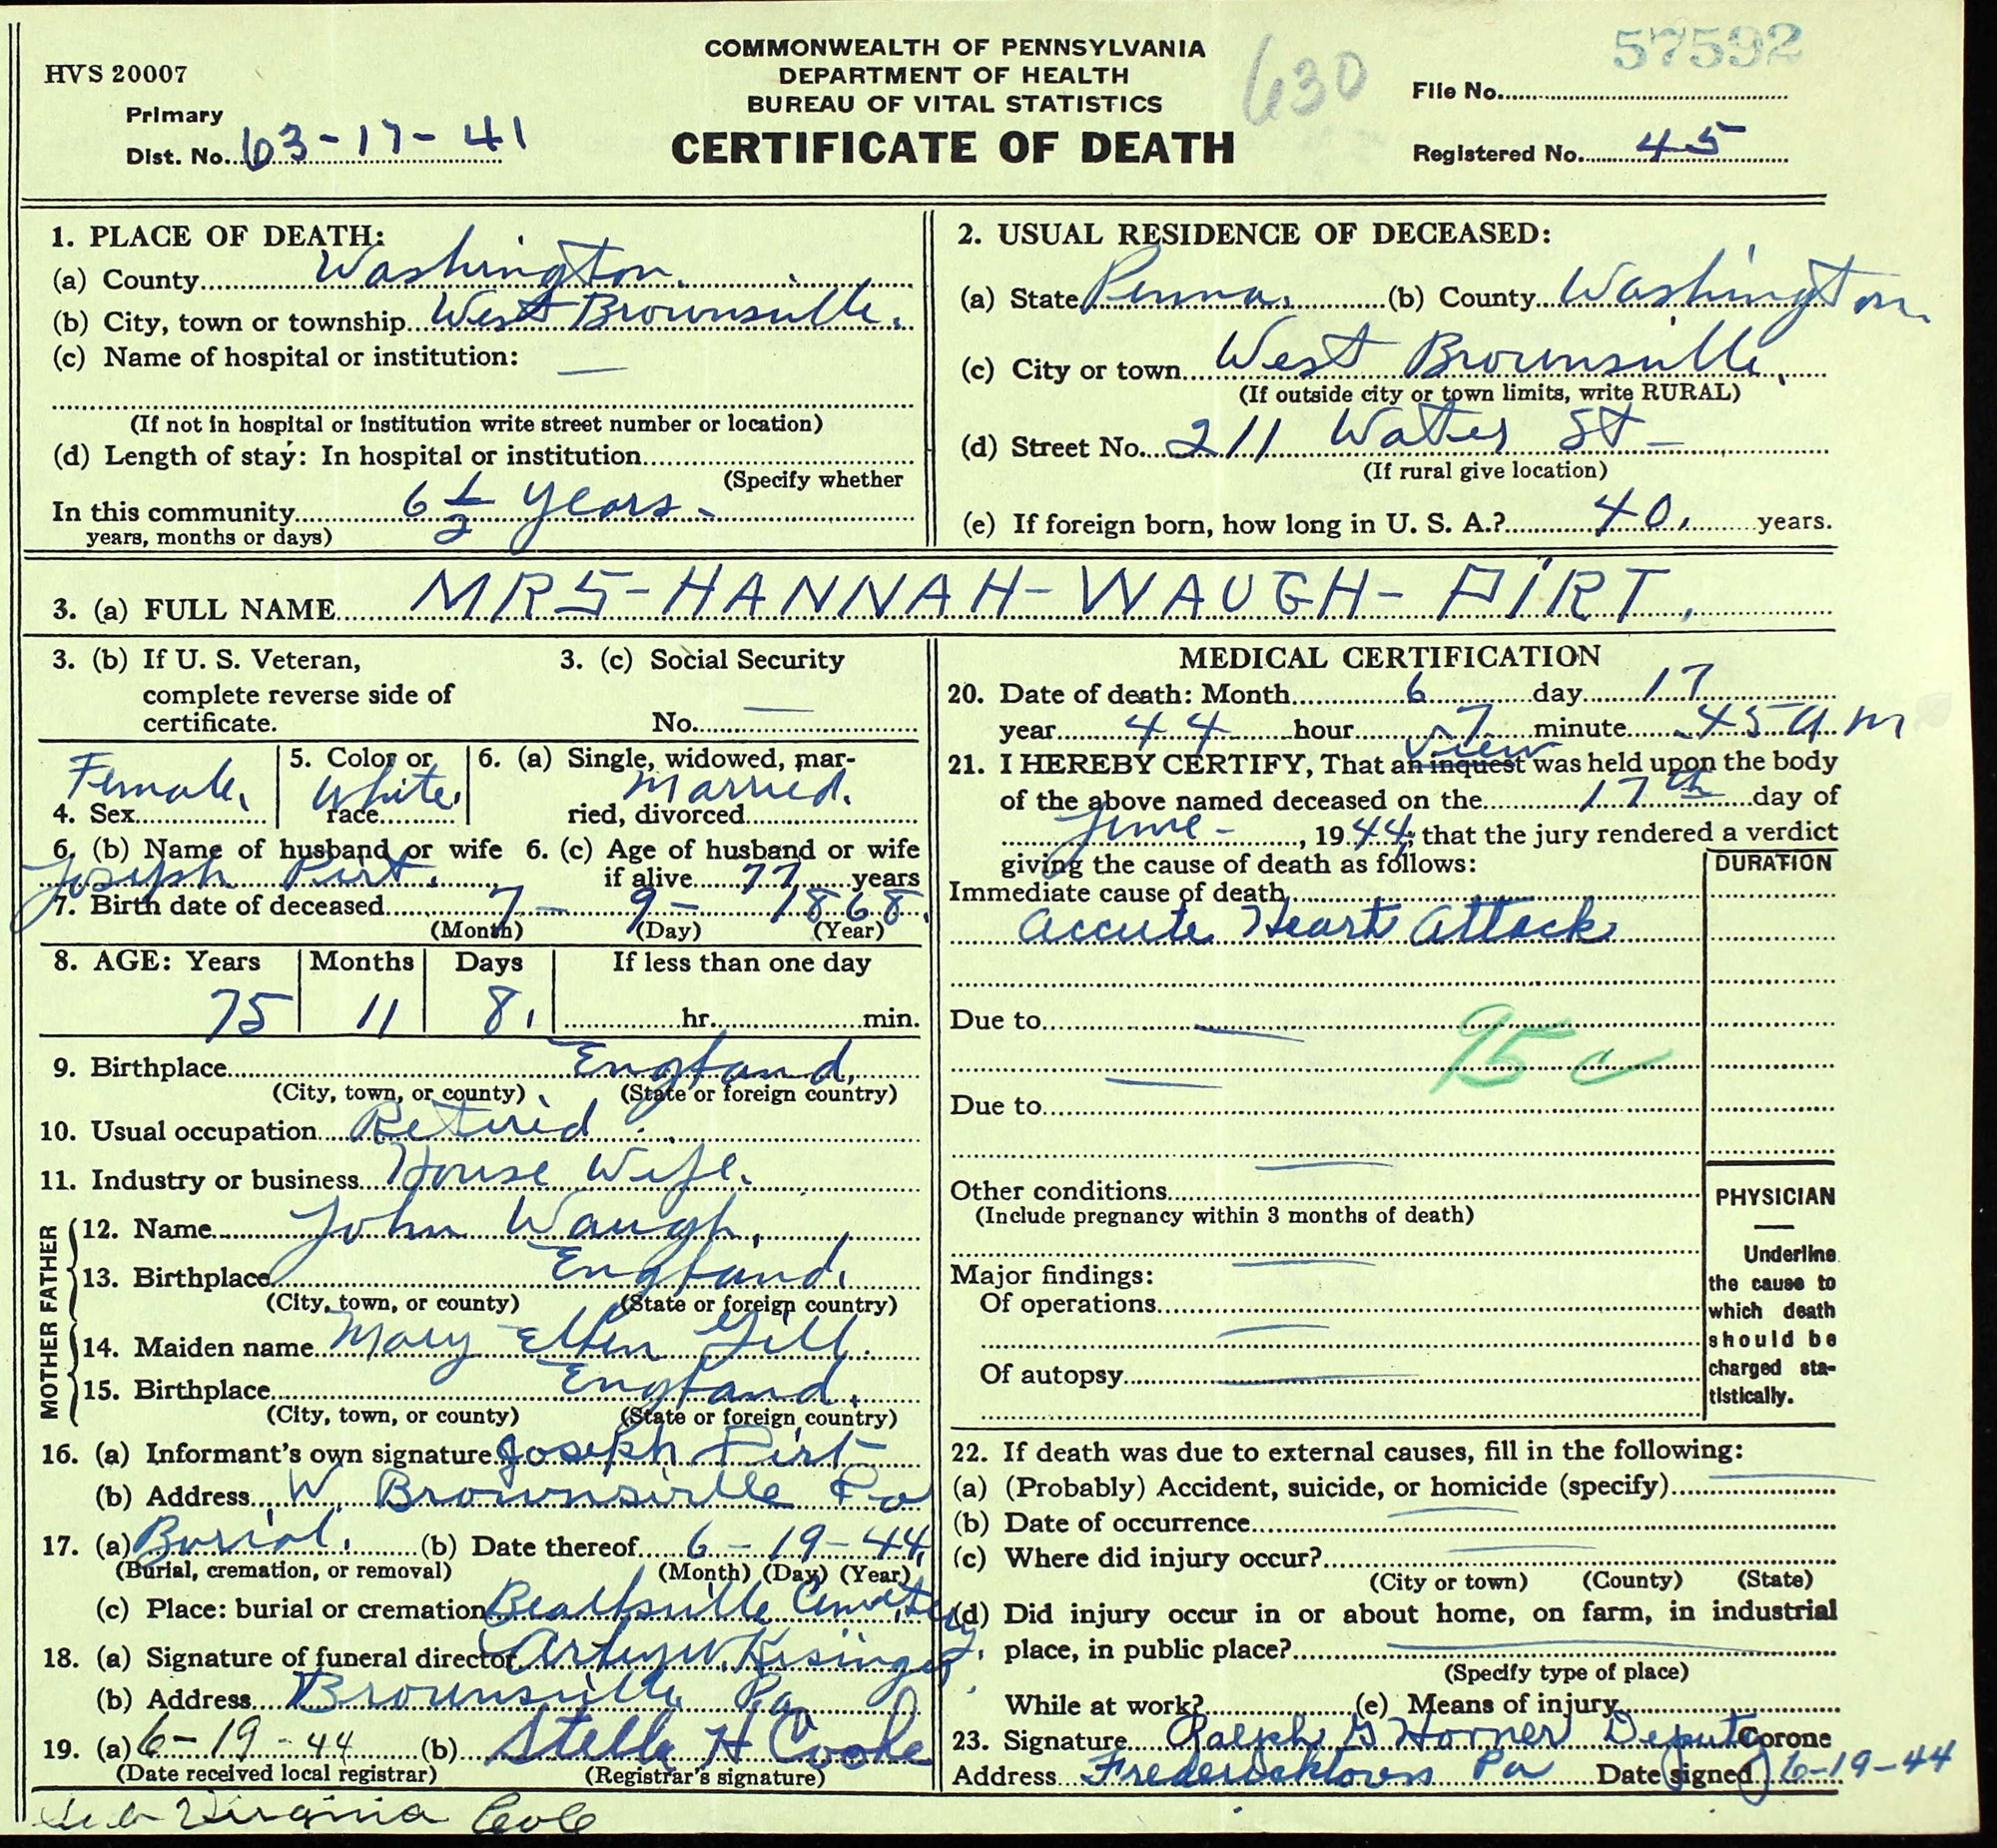 HVS 20007
COMMONWEALTH OF PENNSYLVANIA
DEPARTMENT OF HEALTH
BUREAU OF VITAL STATISTICS
CERTIFICATE OF DEATH
630
57592
File No.
Primary
Dist. No. 63-17-41
Registered No. 45
1. PLACE OF DEATH:
(a) County Washington.
(b) City, town or township West Brownsville.
(c) Name of hospital or institution: —
(If not in hospital or institution write street number or location)
(d) Length of stay: In hospital or institution
(Specify whether
In this community 6 1/2 years -
years, months or days)
2. USUAL RESIDENCE OF DECEASED:
(a) State Penna. (b) County Washington
(c) City or town West Brownsville.
(If outside city or town limits, write RURAL)
(d) Street No. 211 Water St —
(If rural give location)
(e) If foreign born, how long in U. S. A.? 40. years.
3. (a) FULL NAME MRS-HANNAH-WAUGH-PIRT.
3. (b) If U. S. Veteran,
complete reverse side of
certificate.
3. (c) Social Security
No. —
4. Sex Female.
5. Color or race White.
6. (a) Single, widowed, married, divorced Married.
6. (b) Name of husband or wife
Joseph Pirt.
6. (c) Age of husband or wife
if alive 77 years
7. Birth date of deceased 7 - 9 - 1868.
(Month) (Day) (Year)
8. AGE: Years Months Days If less than one day
75 11 8. hr. min.
9. Birthplace England.
(City, town, or county) (State or foreign country)
10. Usual occupation Retired
11. Industry or business House Wife.
FATHER
12. Name John Waugh.
13. Birthplace England.
(City, town, or county) (State or foreign country)
MOTHER
14. Maiden name Mary Ellen Gill.
15. Birthplace England.
(City, town, or county) (State or foreign country)
16. (a) Informant's own signature Joseph Pirt
(b) Address W. Brownsville Pa
17. (a) Burial. (b) Date thereof 6-19-44.
(Burial, cremation, or removal) (Month) (Day) (Year)
(c) Place: burial or cremation Beallsville Cemetery.
18. (a) Signature of funeral director Kisinger
(b) Address Brownsville Pa
19. (a) 6-19-44 (b) Stella H Cooke
(Date received local registrar) (Registrar's signature)
Virginia
MEDICAL CERTIFICATION
20. Date of death: Month 6 day 17
year 44 hour 7 minute 45 a m
view
21. I HEREBY CERTIFY, That an inquest was held upon the body
of the above named deceased on the 17th day of
June - , 1944; that the jury rendered a verdict
giving the cause of death as follows:
DURATION
Immediate cause of death
Accute Heart Attack
Due to —
95 c
Due to
Other conditions
(Include pregnancy within 3 months of death)
Major findings:
Of operations
Of autopsy
PHYSICIAN
Underline
the cause to
which death
should be
charged sta-
tistically.
22. If death was due to external causes, fill in the following:
(a) (Probably) Accident, suicide, or homicide (specify)
(b) Date of occurrence
(c) Where did injury occur?
(City or town) (County) (State)
(d) Did injury occur in or about home, on farm, in industrial
place, in public place?
(Specify type of place)
While at work? (e) Means of injury
23. Signature Ralph G Horner Deputy Corone
Address Fredericktown Pa Date signed 6-19-44